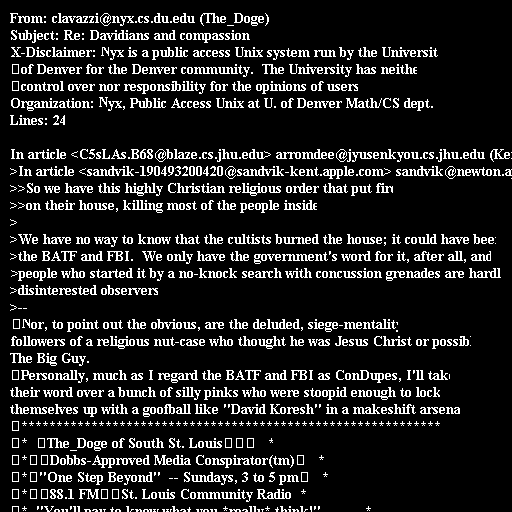 From: clavazzi@nyx.cs.du.edu (The_Doge)
Subject: Re: Davidians and compassion
X-Disclaimer: Nyx is a public access Unix system run by the Universit
of Denver for the Denver community.  The University has neithe
control over nor responsibility for the opinions of users
Organization: Nyx, Public Access Unix at U. of Denver Math/CS dept.
Lines: 24

In article <C5sLAs.B68@blaze.cs.jhu.edu> arromdee@jyusenkyou.cs.jhu.edu (Ke
>In article <sandvik-190493200420@sandvik-kent.apple.com> sandvik@newton.ap
>>So we have this highly Christian religious order that put fire
>>on their house, killing most of the people inside
>
>We have no way to know that the cultists burned the house; it could have bee
>the BATF and FBI.  We only have the government's word for it, after all, and
>people who started it by a no-knock search with concussion grenades are hardl
>disinterested observers
>--
Nor, to point out the obvious, are the deluded, siege-mentality
followers of a religious nut-case who thought he was Jesus Christ or possib
The Big Guy.
Personally, much as I regard the BATF and FBI as ConDupes, I'll take
their word over a bunch of silly pinks who were stoopid enough to lock
themselves up with a goofball like "David Koresh" in a makeshift arsena
************************************************************
*  The_Doge of South St. Louis   *
*Dobbs-Approved Media Conspirator(tm)   *
*"One Step Beyond"  -- Sundays, 3 to 5 pm   *
*88.1 FM St. Louis Community Radio  *
*  "You'll pay to know what you *really* think!"   *